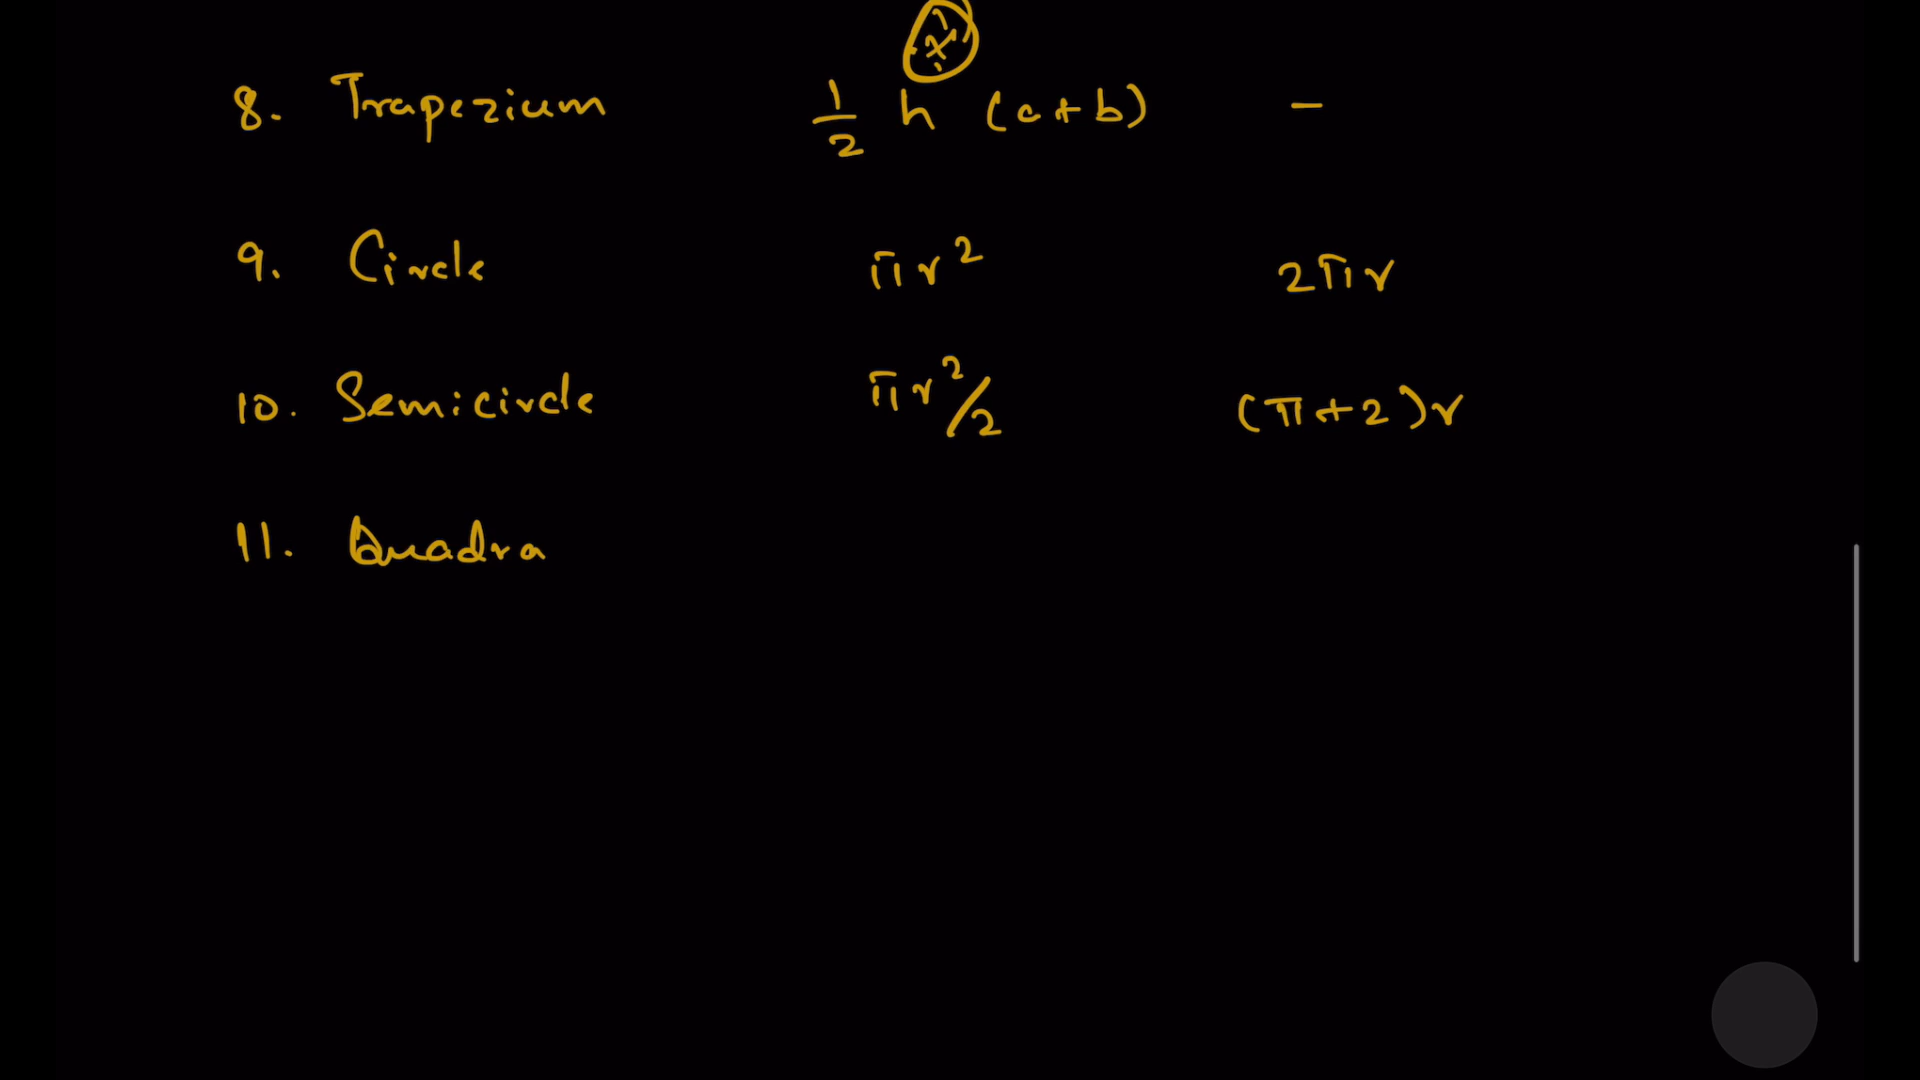 8. Trapezium 1/2 h (a+b) –
9. Circle πr² 2πr
10. Semicircle πr²/2 (π+2)r
11. Quadra